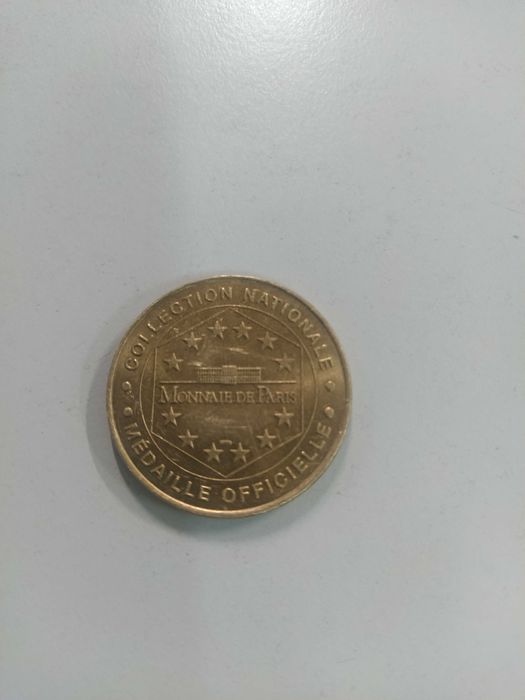 COLLECTION NATIONALE
MONNAIE DE PARIS
MÉDAILLE OFFICIELLE